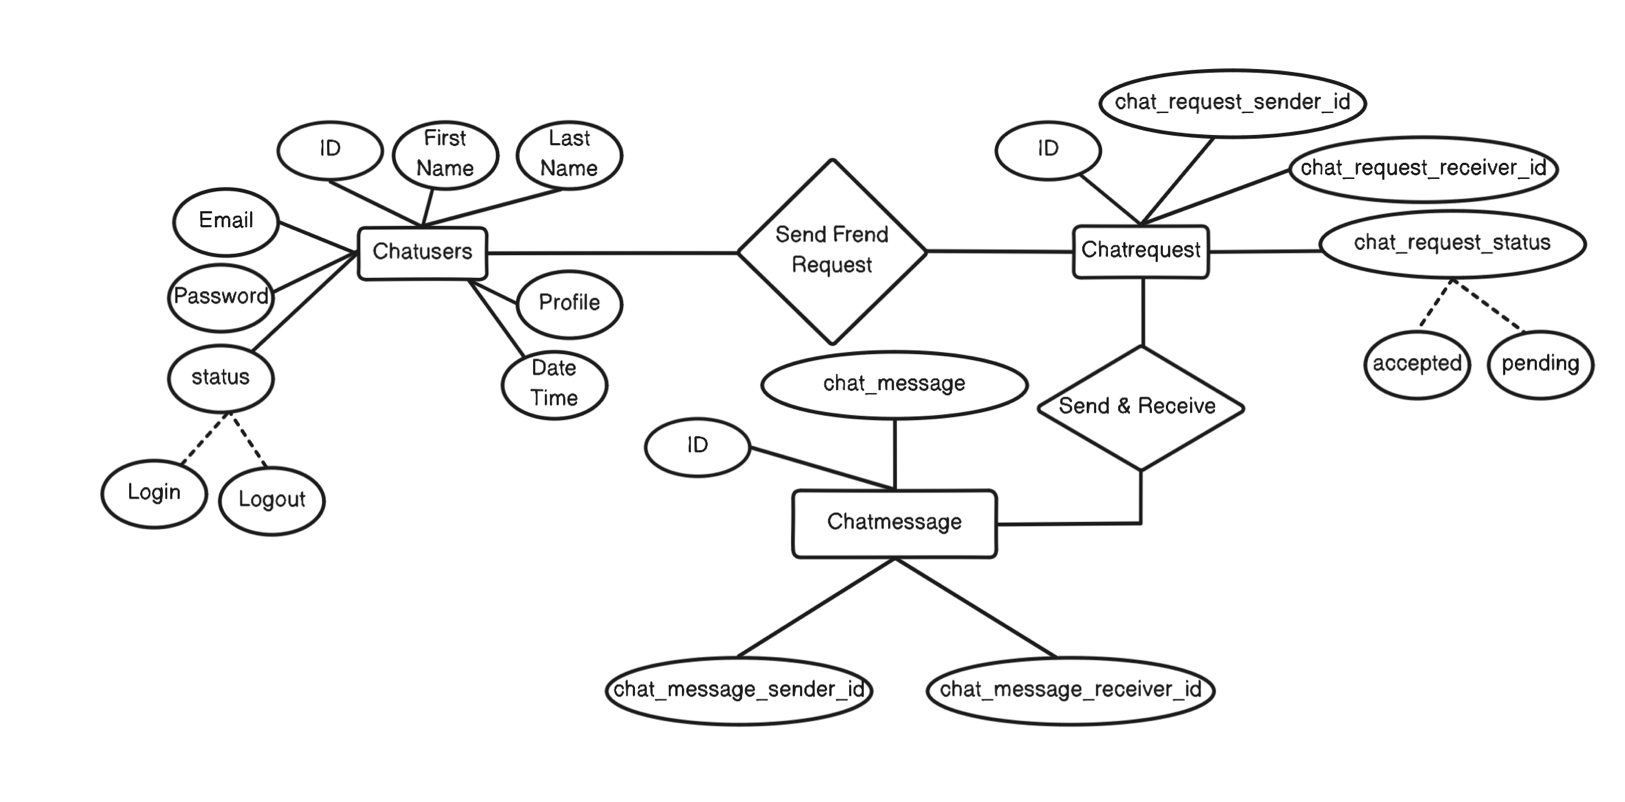 chat_request_sender_id
ID
First
Name
Last
Name
ID
chat_request_receiver_id
Email
Chatusers
Send Frend
Request
Chatrequest
chat_request_status
Password
Profile
status
Date
Time
chat_message
Send & Receive
accepted
pending
ID
Login
Logout
Chatmessage
chat_message_sender_id
chat_message_receiver_id